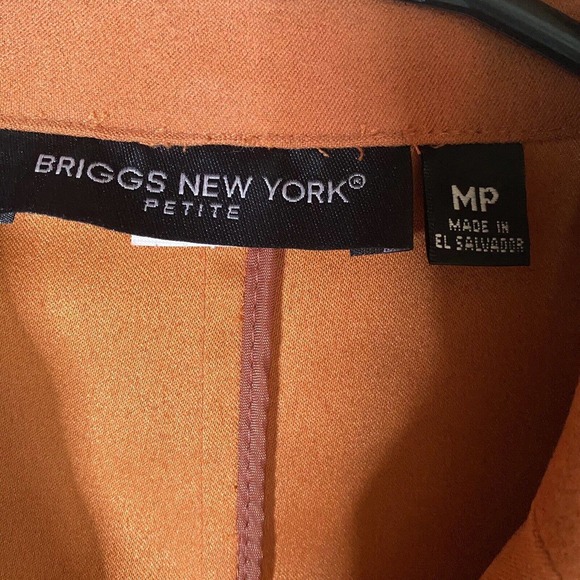 BRIGGS NEW YORK®
PETITE
MP
MADE IN
EL SALVADOR